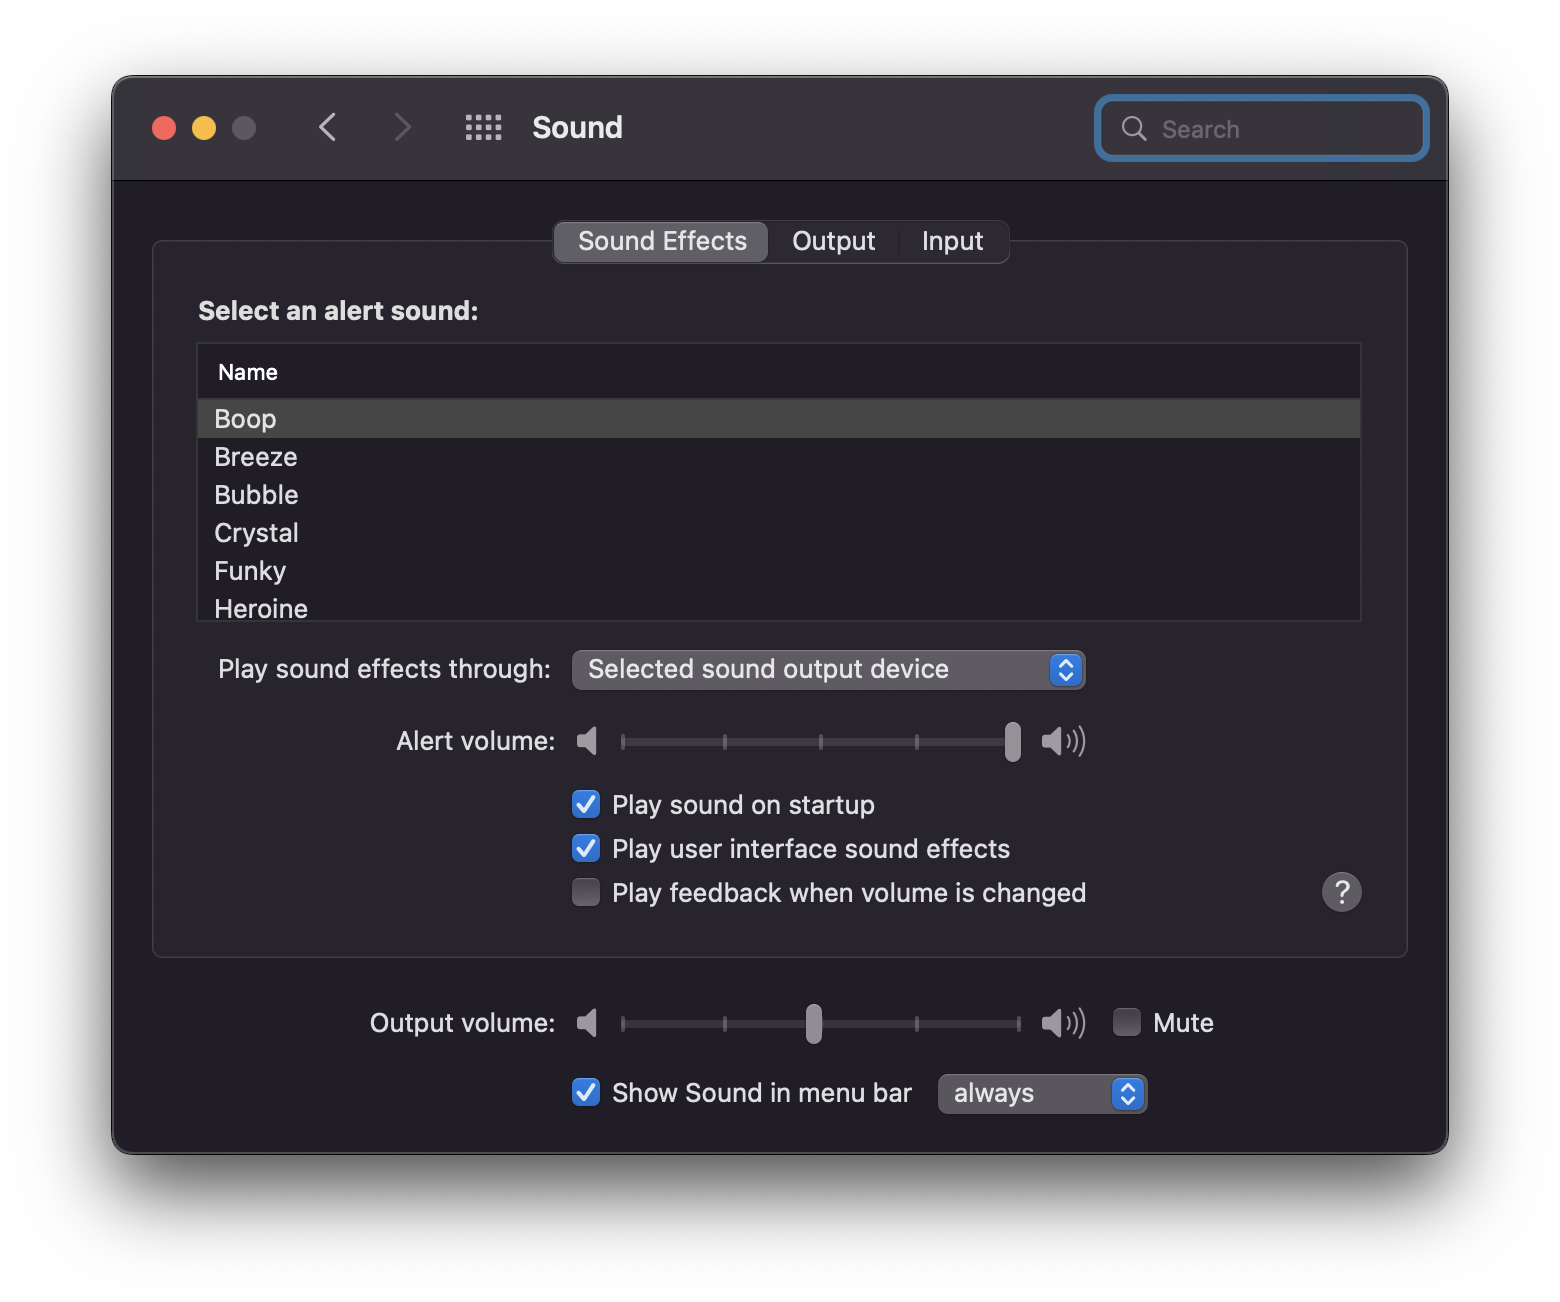 Sound
Search
Sound Effects Output Input
Select an alert sound:
Name
Boop
Breeze
Bubble
Crystal
Funky
Heroine
Play sound effects through: Selected sound output device
Alert volume:
Play sound on startup
Play user interface sound effects
Play feedback when volume is changed
?
Output volume: Mute
Show Sound in menu bar always